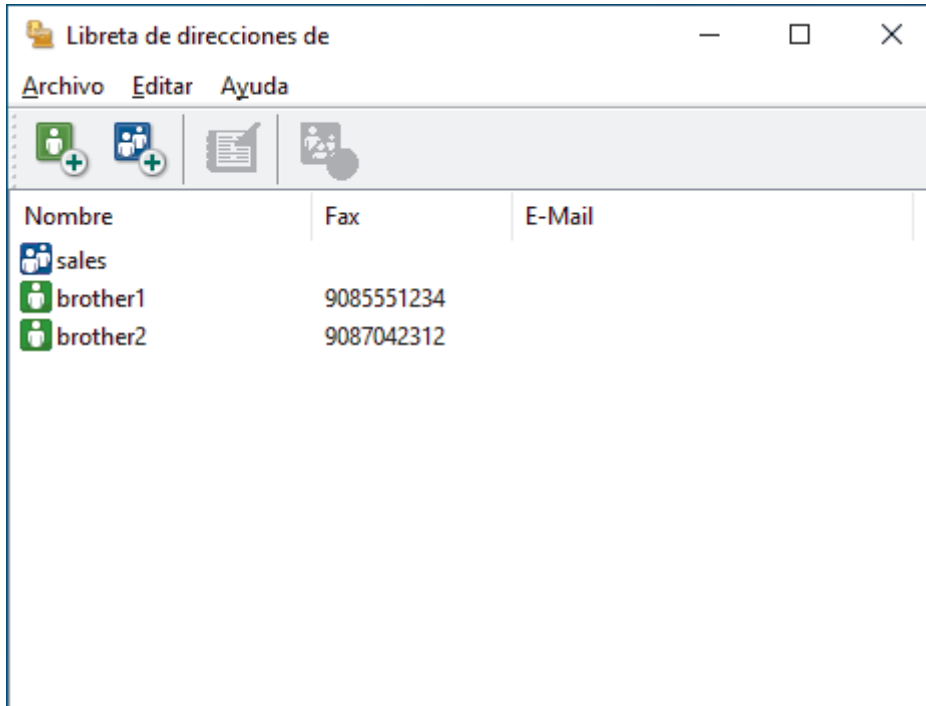 Libreta de direcciones de
Archivo Editar Ayuda
Nombre Fax E-Mail
sales
brother1 9085551234
brother2 9087042312